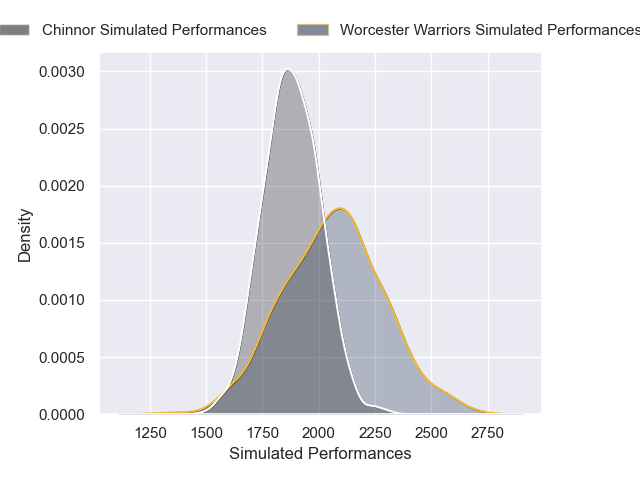 Chinnor Simulated Performances
Worcester Warriors Simulated Performances
0.0030
0.0025
0.0020
0.0015
0.0010
0.0005
0.0000
Density
1250 1500 1750 2000 2250 2500 2750
Simulated Performances